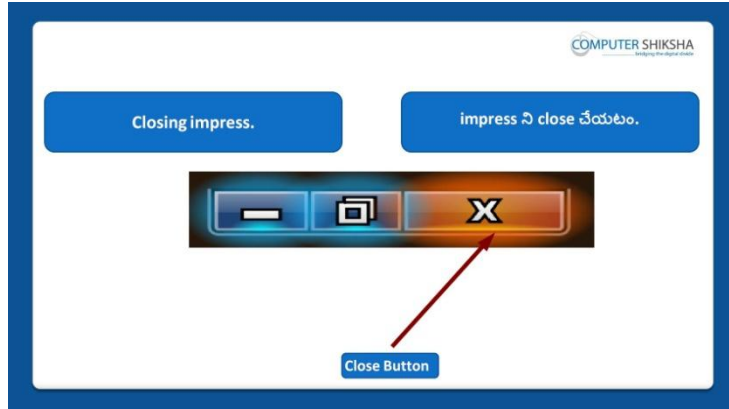 COMPUTER SHIKSHA
bridging the digital divide
Closing impress.
impress ని close చేయటం.
Close Button